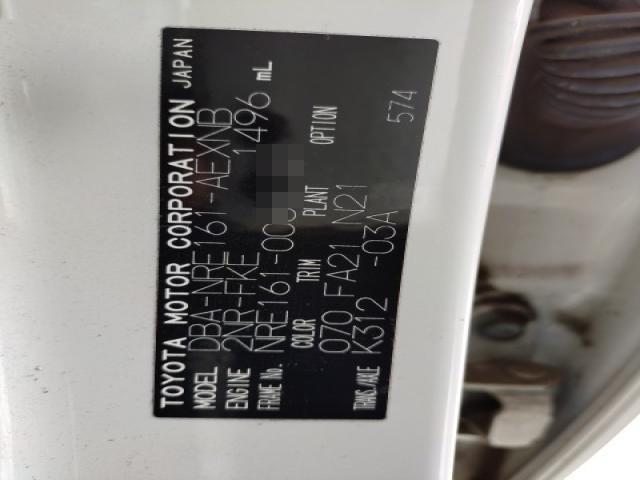 TOYOTA MOTOR CORPORATION JAPAN
MODEL DBA-NRE161-AEXNB
ENGINE 2NR-FKE 1496 mL
FRAME No. NRE161-000
COLOR TRIM PLANT OPTION
070 FA21 N21
TRANS./AXLE K312 -03A 574